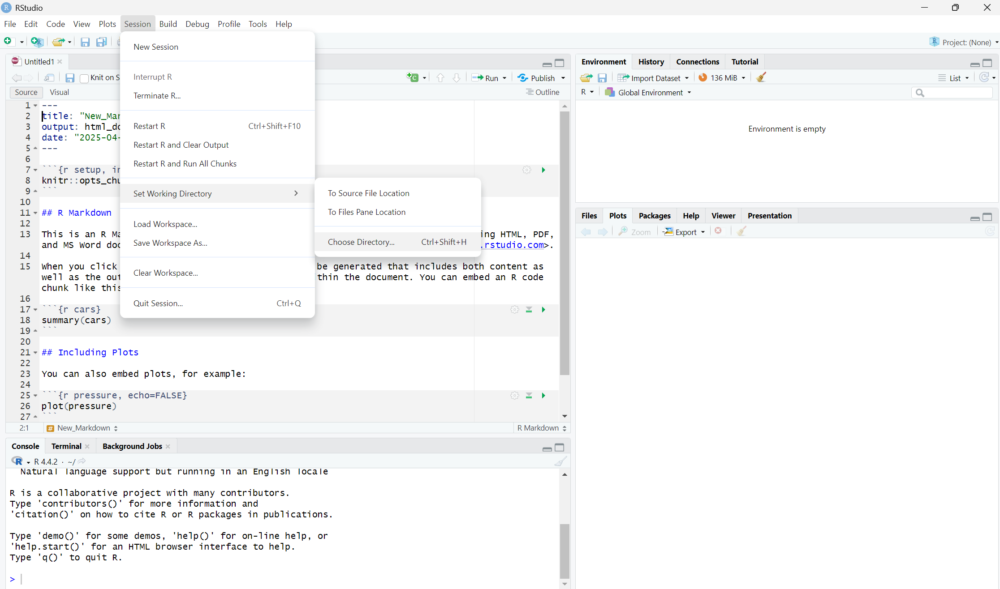 RStudio
File Edit Code View Plots Session Build Debug Profile Tools Help
Project: (None)
New Session
Interrupt R
Terminate R...
Restart R Ctrl+Shift+F10
Restart R and Clear Output
Restart R and Run All Chunks
Set Working Directory
Load Workspace...
Save Workspace As...
Clear Workspace...
Quit Session... Ctrl+Q
To Source File Location
To Files Pane Location
Choose Directory... Ctrl+Shift+H
Untitled1
Knit on S
Run Publish
Source Visual Outline
1 ---
2 title: "New_Mar
3 output: html_do
4 date: "2025-04-
5 ---
6
7 ```{r setup, in
8 knitr::opts_chu
9 ```
10
11 ## R Markdown
12
13 This is an R Ma ing HTML, PDF,
and MS Word doc .rstudio.com>.
14
15 When you click be generated that includes both content as
well as the out thin the document. You can embed an R code
chunk like this
16
17 ```{r cars}
18 summary(cars)
19 ```
20
21 ## Including Plots
22
23 You can also embed plots, for example:
24
25 ```{r pressure, echo=FALSE}
26 plot(pressure)
27 ```
2:1 # New_Markdown R Markdown
Console Terminal Background Jobs
R R 4.4.2 · ~/
Natural language support but running in an English locale
R is a collaborative project with many contributors.
Type 'contributors()' for more information and
'citation()' on how to cite R or R packages in publications.
Type 'demo()' for some demos, 'help()' for on-line help, or
'help.start()' for an HTML browser interface to help.
Type 'q()' to quit R.
>
Environment History Connections Tutorial
Import Dataset 136 MiB List
R Global Environment
Environment is empty
Files Plots Packages Help Viewer Presentation
Zoom Export